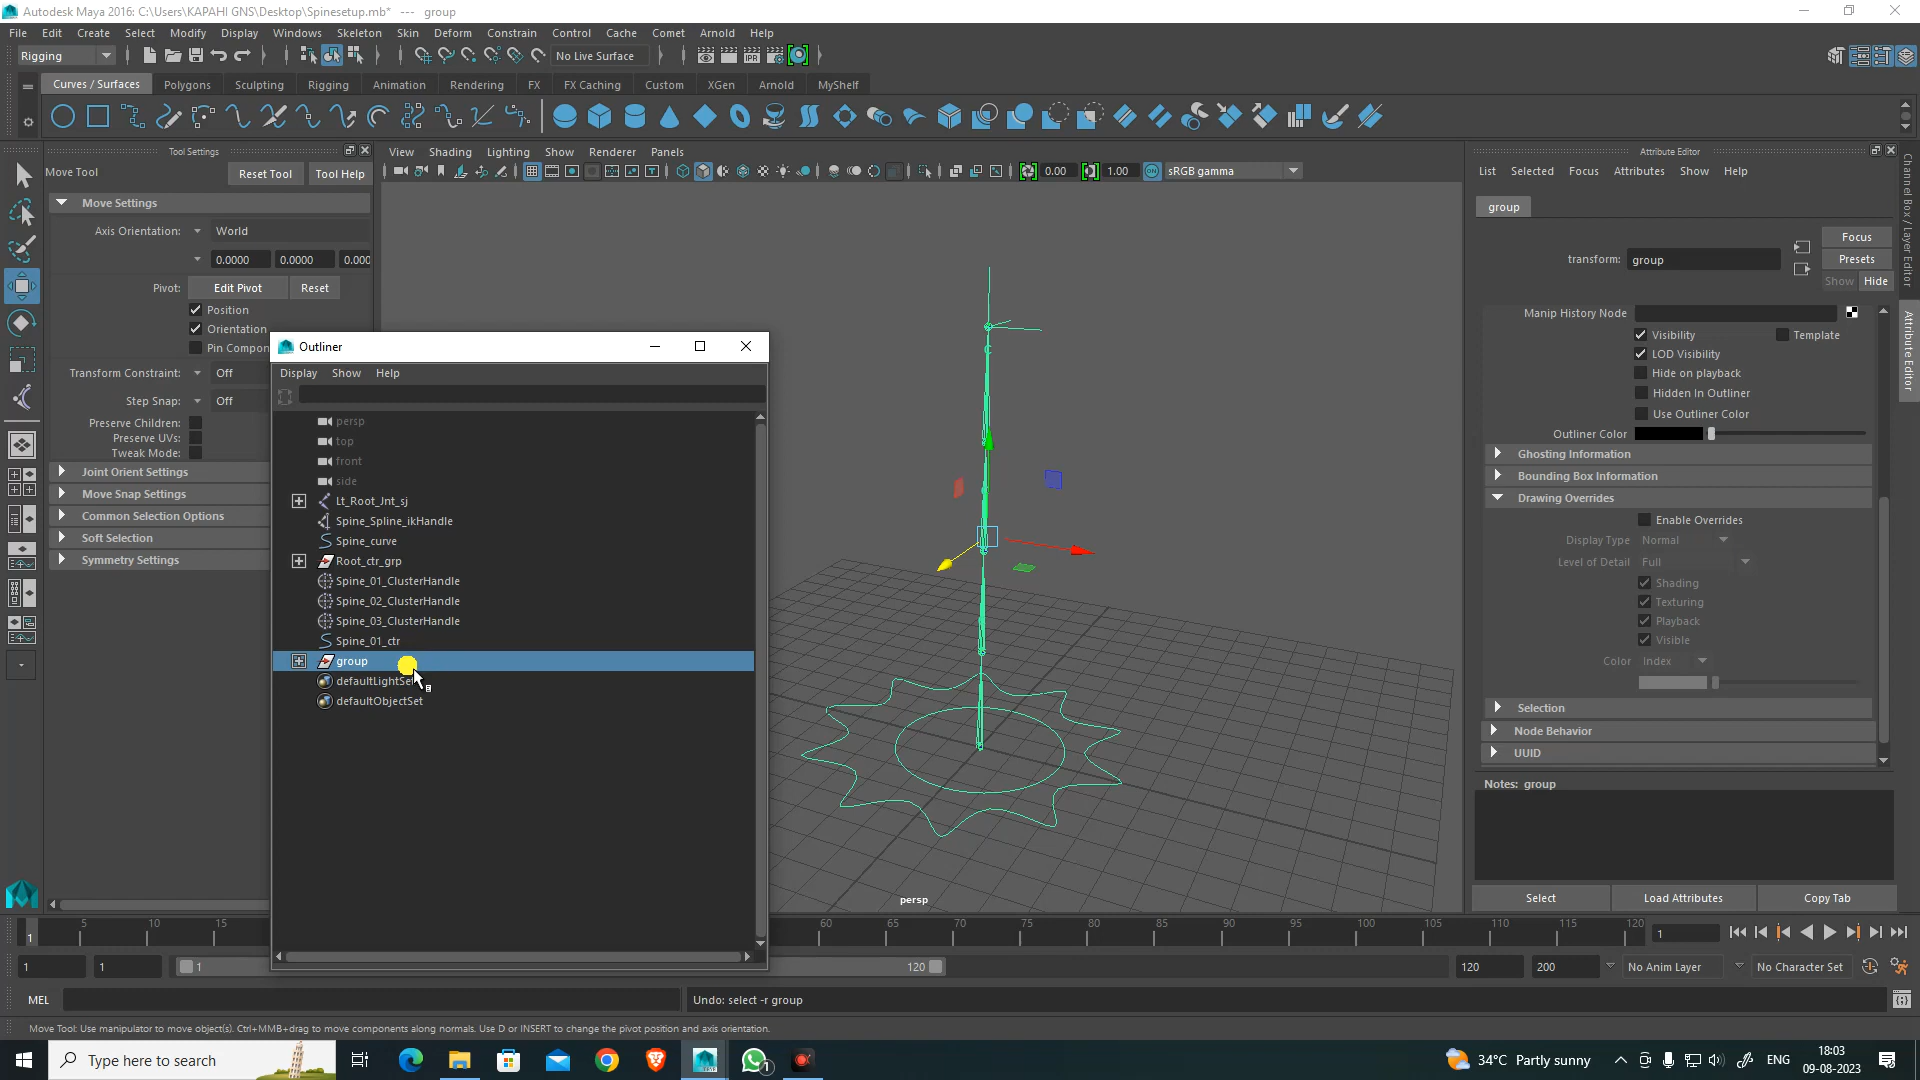 Autodesk Maya 2016: C:\Users\KAPAHI GNS\Desktop\Spinesetup.mb* --- group
File Edit Create Select Modify Display Windows Skeleton Skin Deform Constrain Control Cache Comet Arnold Help
Rigging No Live Surface IPR
Curves / Surfaces Polygons Sculpting Rigging Animation Rendering FX FX Caching Custom XGen Arnold MyShelf
Tool Settings
Move Tool Reset Tool Tool Help
Move Settings
Axis Orientation: World
0.0000 0.0000 0.000
Pivot: Edit Pivot Reset
Position
Orientation
Pin Compon
Transform Constraint: Off
Step Snap: Off
Preserve Children:
Preserve UVs:
Tweak Mode:
Joint Orient Settings
Move Snap Settings
Common Selection Options
Soft Selection
Symmetry Settings
View Shading Lighting Show Renderer Panels
0.00 1.00 ON sRGB gamma
Outliner
Display Show Help
persp
top
front
side
Lt_Root_Jnt_sj
Spine_Spline_ikHandle
Spine_curve
Root_ctr_grp
Spine_01_ClusterHandle
Spine_02_ClusterHandle
Spine_03_ClusterHandle
Spine_01_ctr
group
defaultLightSet
defaultObjectSet
persp
Attribute Editor
List Selected Focus Attributes Show Help
group
transform: group
Focus
Presets
Show Hide
Manip History Node
Visibility Template
LOD Visibility
Hide on playback
Hidden In Outliner
Use Outliner Color
Outliner Color
Ghosting Information
Bounding Box Information
Drawing Overrides
Enable Overrides
Display Type Normal
Level of Detail Full
Shading
Texturing
Playback
Visible
Color Index
Selection
Node Behavior
UUID
Notes: group
Select Load Attributes Copy Tab
Channel Box / Layer Editor
Attribute Editor
1 5 10 15 60 65 70 75 80 85 90 95 100 105 110 115 120 1
1 1 1 120 120 200 No Anim Layer No Character Set
MEL Undo: select -r group
Move Tool: Use manipulator to move object(s). Ctrl+MMB+drag to move components along normals. Use D or INSERT to change the pivot position and axis orientation.
Type here to search 1 34°C Partly sunny ENG 18:03
09-08-2023